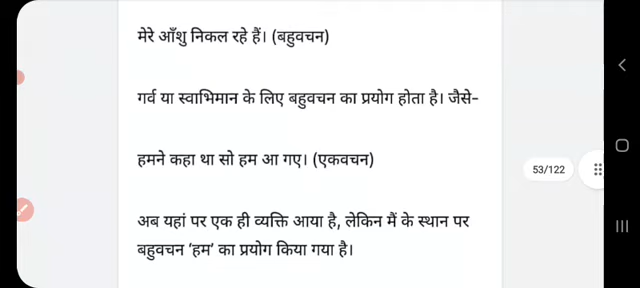 मेरे आँशु निकल रहे हैं। (बहुवचन)
गर्व या स्वाभिमान के लिए बहुवचन का प्रयोग होता है। जैसे-
हमने कहा था सो हम आ गए। (एकवचन)
53/122
अब यहां पर एक ही व्यक्ति आया है, लेकिन मैं के स्थान पर
बहुवचन ‘हम’ का प्रयोग किया गया है।